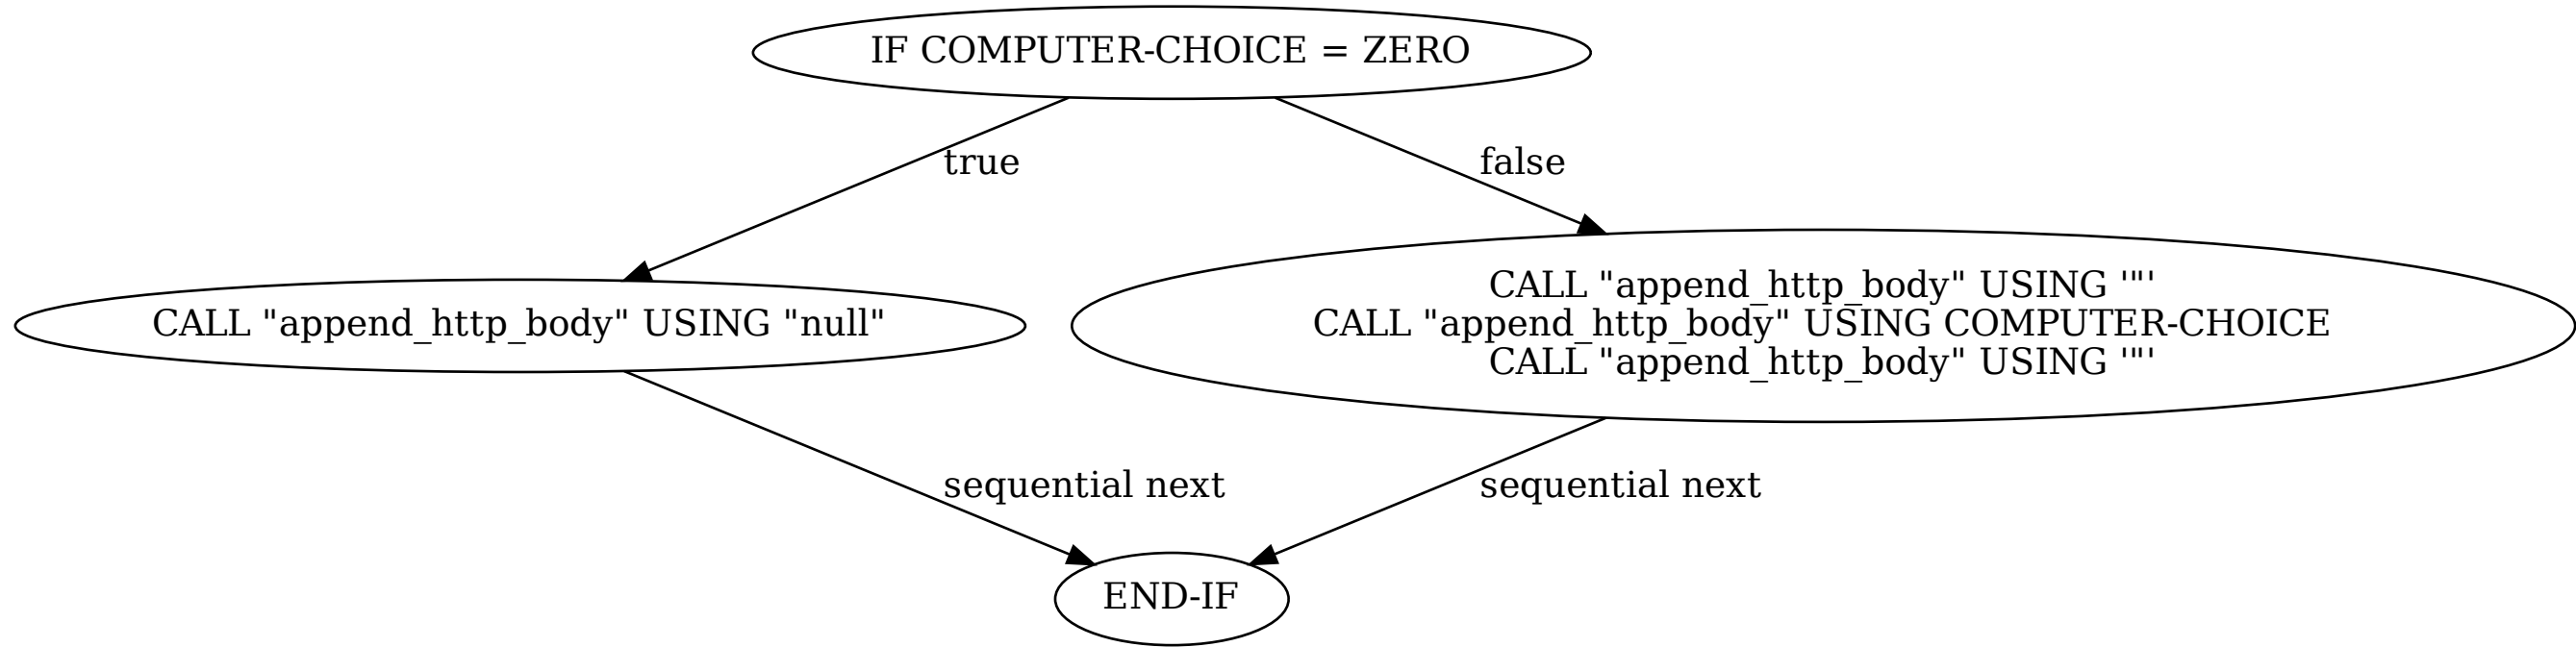 IF COMPUTER-CHOICE = ZERO
true
false
CALL "append_http_body" USING "null"
CALL "append_http_body" USING '"'
CALL "append_http_body" USING COMPUTER-CHOICE
CALL "append_http_body" USING '"'
sequential next
sequential next
END-IF